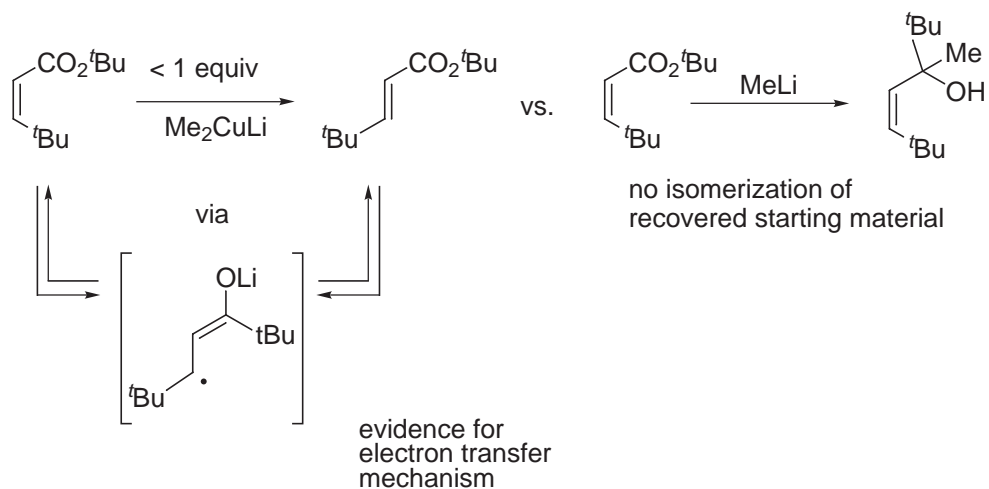 CO₂ᵗBu
ᵗBu
< 1 equiv
Me₂CuLi
CO₂ᵗBu
ᵗBu
vs.
CO₂ᵗBu
ᵗBu
MeLi
ᵗBu
Me
OH
ᵗBu
no isomerization of
recovered starting material
via
OLi
tBu
ᵗBu
evidence for
electron transfer
mechanism